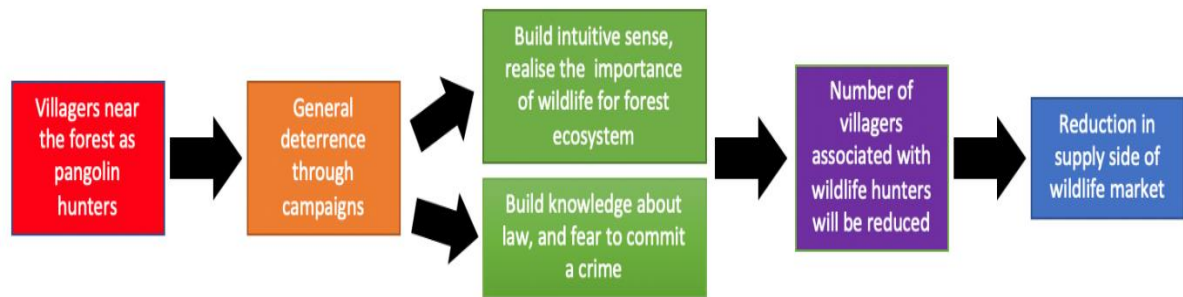 Villagers near
the forest as
pangolin
hunters
General
deterrence
through
campaigns
Build intuitive sense,
realise the importance
of wildlife for forest
ecosystem
Build knowledge about
law, and fear to commit
a crime
Number of
villagers
associated with
wildlife hunters
will be reduced
Reduction in
supply side of
wildlife market